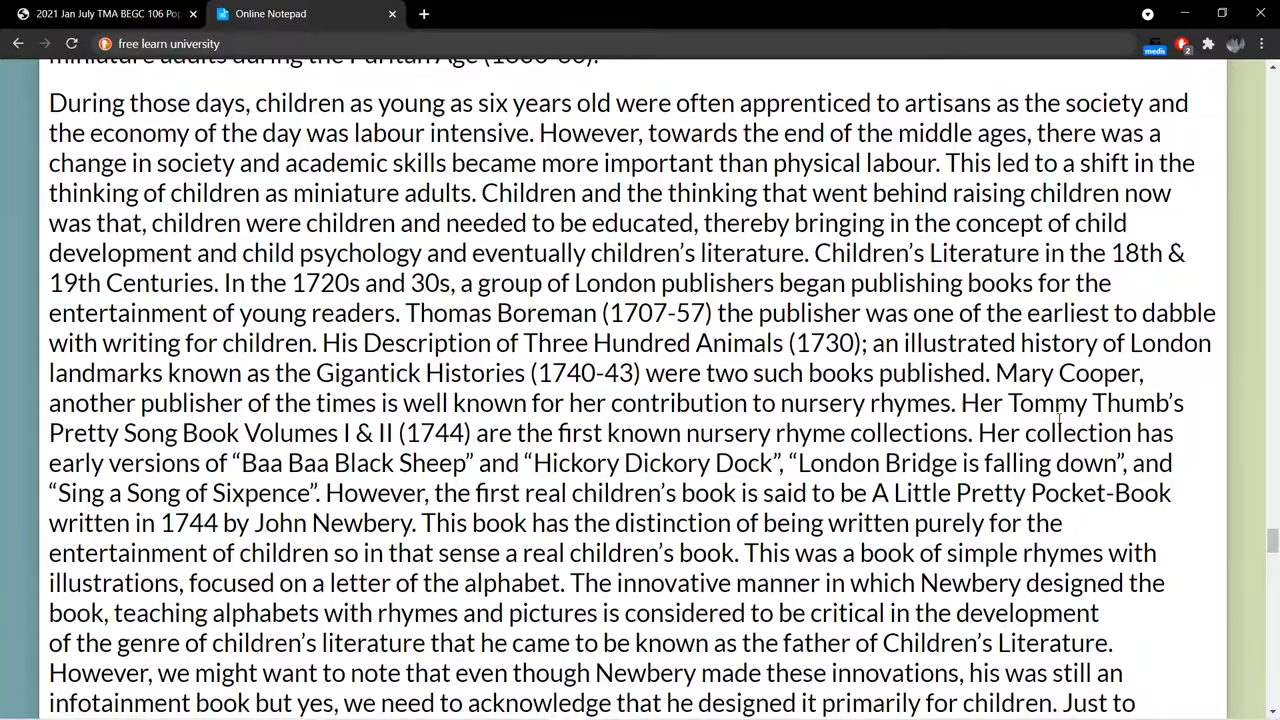 2021 Jan July TMA BEGC 106 Pop
Online Notepad
free learn university
medic
2
miniature adults during the Puritan Age (1600-60).
During those days, children as young as six years old were often apprenticed to artisans as the society and
the economy of the day was labour intensive. However, towards the end of the middle ages, there was a
change in society and academic skills became more important than physical labour. This led to a shift in the
thinking of children as miniature adults. Children and the thinking that went behind raising children now
was that, children were children and needed to be educated, thereby bringing in the concept of child
development and child psychology and eventually children’s literature. Children’s Literature in the 18th &
19th Centuries. In the 1720s and 30s, a group of London publishers began publishing books for the
entertainment of young readers. Thomas Boreman (1707-57) the publisher was one of the earliest to dabble
with writing for children. His Description of Three Hundred Animals (1730); an illustrated history of London
landmarks known as the Gigantick Histories (1740-43) were two such books published. Mary Cooper,
another publisher of the times is well known for her contribution to nursery rhymes. Her Tommy Thumb’s
Pretty Song Book Volumes I & II (1744) are the first known nursery rhyme collections. Her collection has
early versions of “Baa Baa Black Sheep” and “Hickory Dickory Dock”, “London Bridge is falling down”, and
“Sing a Song of Sixpence”. However, the first real children’s book is said to be A Little Pretty Pocket-Book
written in 1744 by John Newbery. This book has the distinction of being written purely for the
entertainment of children so in that sense a real children’s book. This was a book of simple rhymes with
illustrations, focused on a letter of the alphabet. The innovative manner in which Newbery designed the
book, teaching alphabets with rhymes and pictures is considered to be critical in the development
of the genre of children’s literature that he came to be known as the father of Children’s Literature.
However, we might want to note that even though Newbery made these innovations, his was still an
infotainment book but yes, we need to acknowledge that he designed it primarily for children. Just to